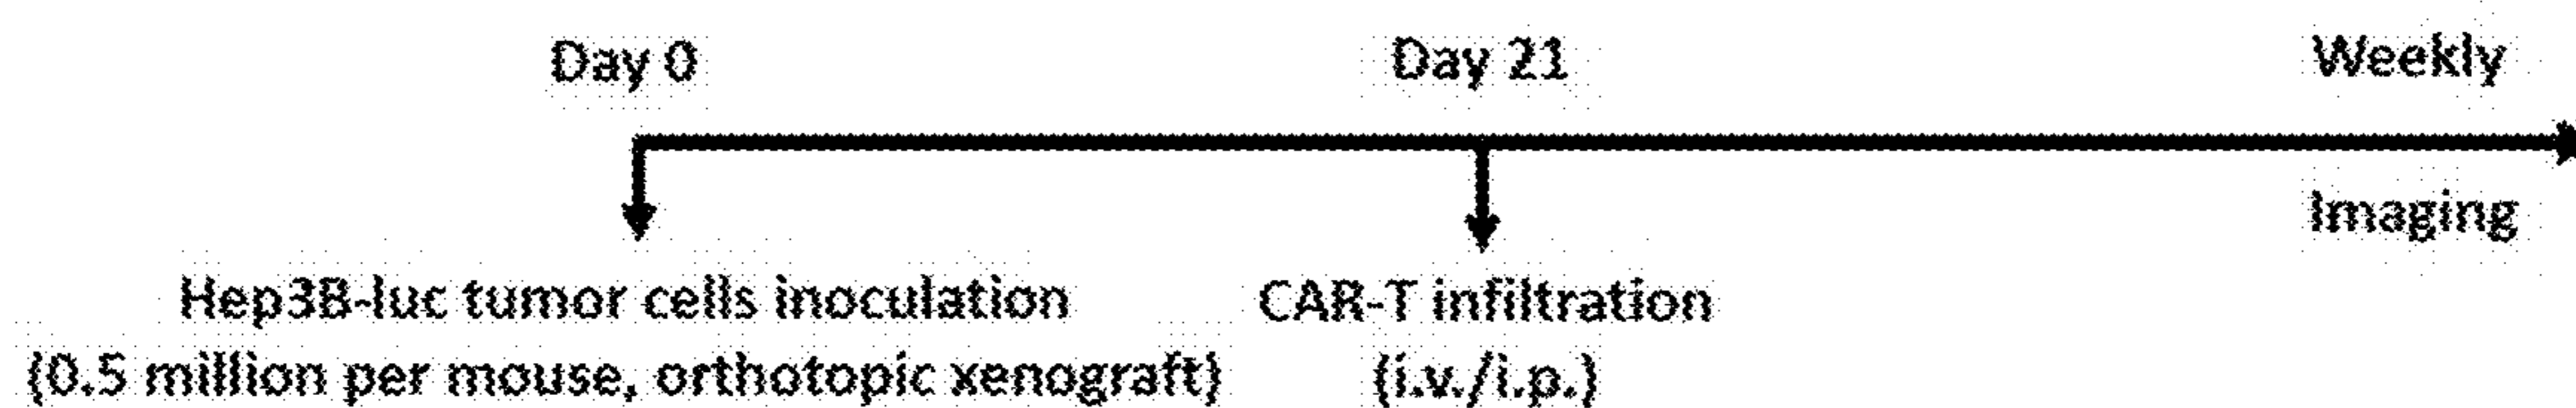 Day 0
Day 21
Weekly
Imaging
Hep3B-luc tumor cells inoculation
(0.5 million per mouse, orthotopic xenograft)
CAR-T infiltration
(i.v./i.p.)